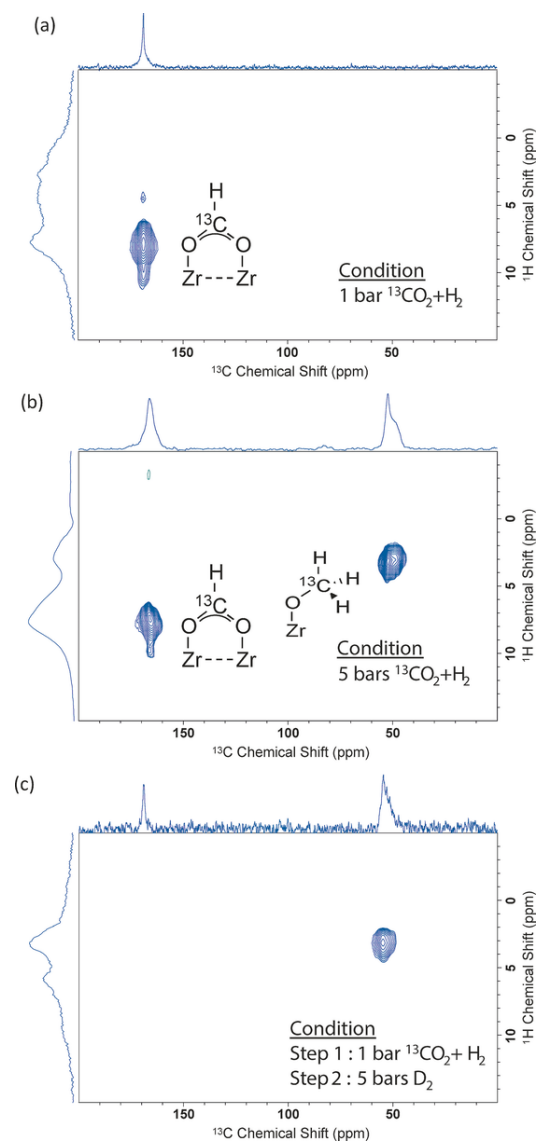 (a)
0
5
10
¹H Chemical Shift (ppm)
H
¹³C
O O
Zr---Zr
Condition
1 bar ¹³CO₂+H₂
150 100 50
¹³C Chemical Shift (ppm)
(b)
0
5
10
¹H Chemical Shift (ppm)
H
¹³C
O O
Zr---Zr
H
¹³C H
O H
Zr
Condition
5 bars ¹³CO₂+H₂
150 100 50
¹³C Chemical Shift (ppm)
(c)
0
5
10
¹H Chemical Shift (ppm)
Condition
Step 1 : 1 bar ¹³CO₂+ H₂
Step 2 : 5 bars D₂
150 100 50
¹³C Chemical Shift (ppm)